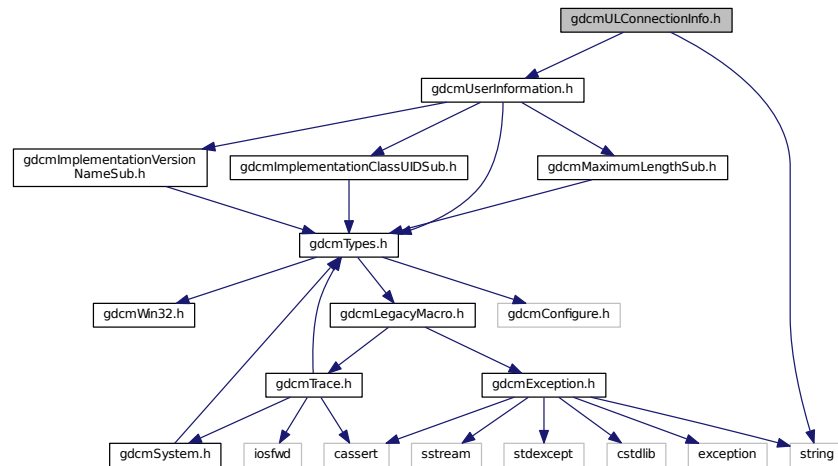 gdcmULConnectionInfo.h
gdcmUserInformation.h
gdcmImplementationVersion
NameSub.h
gdcmImplementationClassUIDSub.h
gdcmMaximumLengthSub.h
gdcmTypes.h
gdcmWin32.h
gdcmLegacyMacro.h
gdcmConfigure.h
gdcmTrace.h
gdcmException.h
gdcmSystem.h
iosfwd
cassert
sstream
stdexcept
cstdlib
exception
string